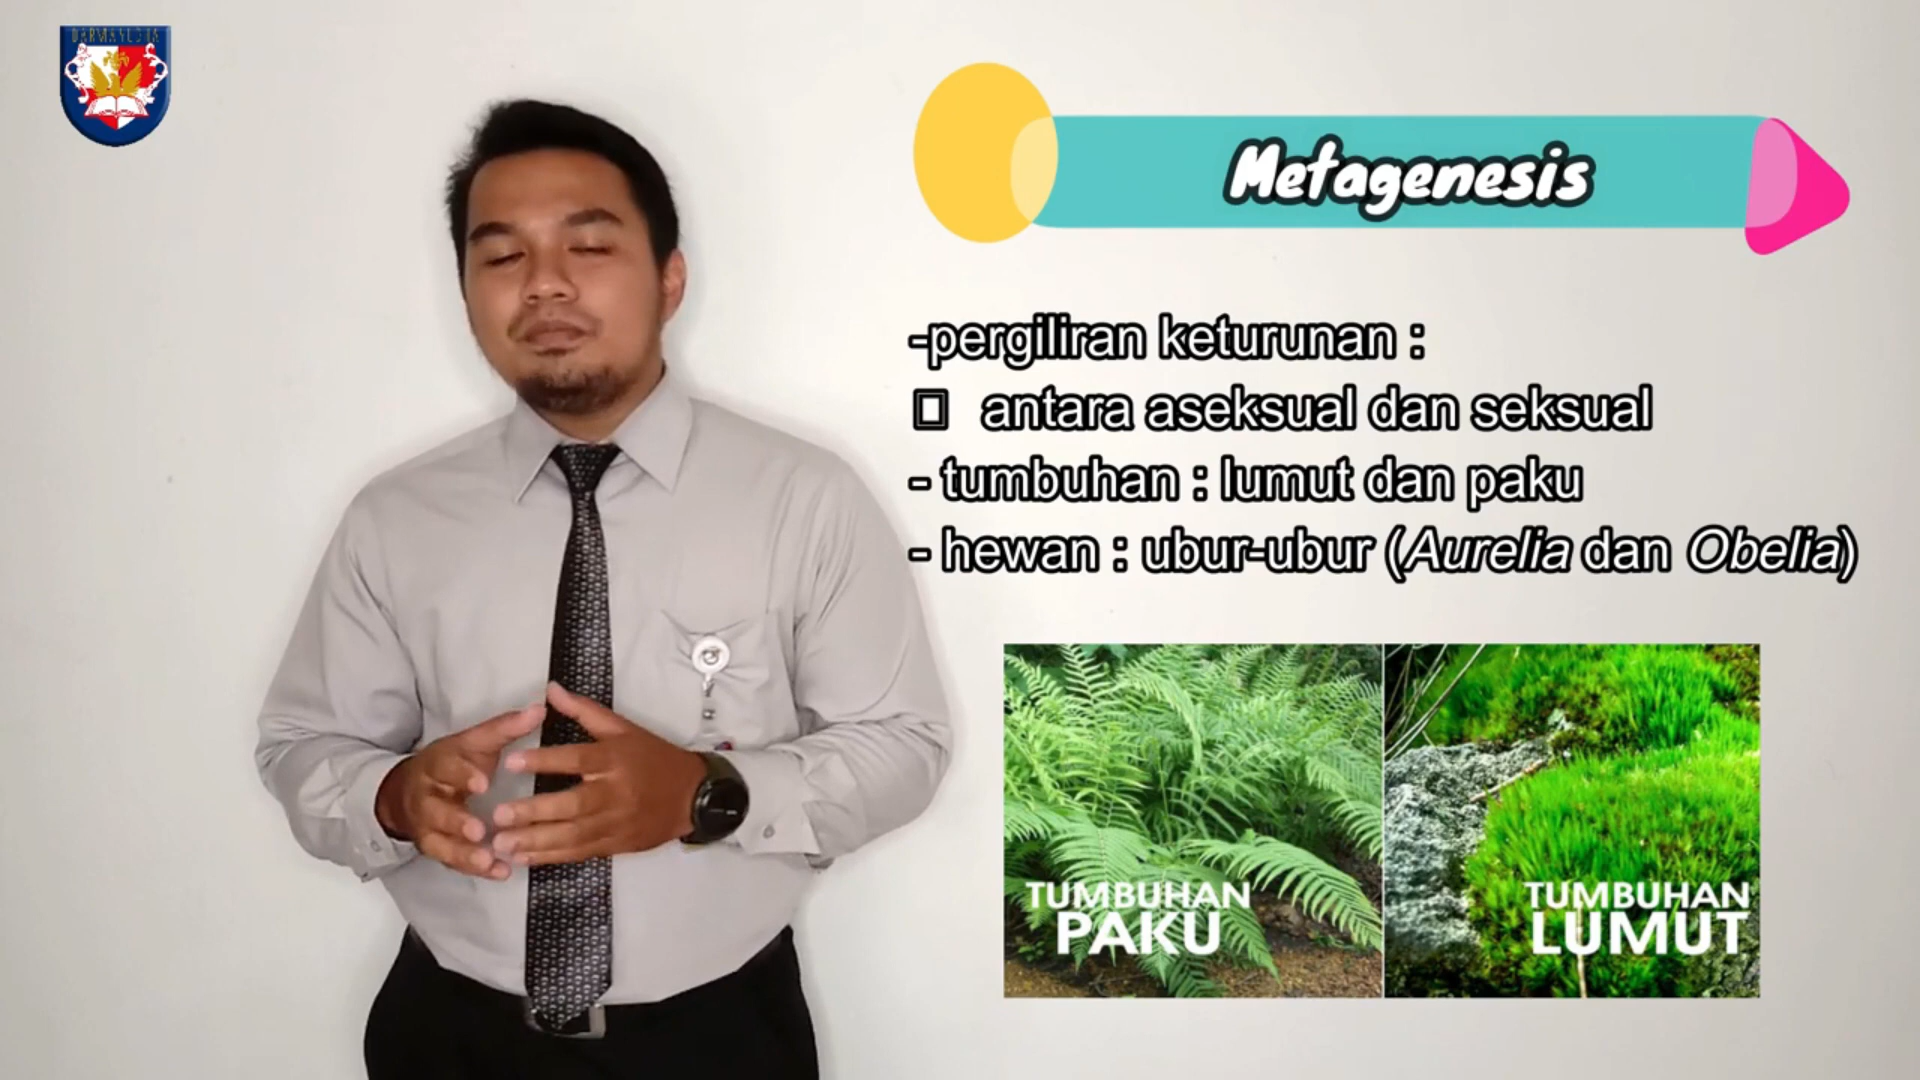 DARMAYUDHA
Metagenesis
-pergiliran keturunan :
antara aseksual dan seksual
- tumbuhan : lumut dan paku
- hewan : ubur-ubur (Aurelia dan Obelia)
TUMBUHAN
PAKU
TUMBUHAN
LUMUT